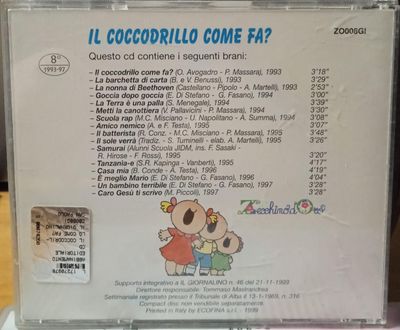 IL COCCODRILLO COME FA?
ZO006GI
8°
1993-97
Questo cd contiene i seguenti brani:
– Il coccodrillo come fa? (O. Avogadro - P. Massara), 1993 3'18"
– La barchetta di carta (B. e V. Benussi), 1993 3'29"
– La nonna di Beethoven (Castellano - Pipolo - A. Martelli), 1993 2'53"
– Goccia dopo goccia (E. Di Stefano - G. Fasano), 1994 3'21"
– La Terra è una palla (S. Menegale), 1994 3'39"
– Metti la canottiera (V. Pallavicini - P. Massara), 1994 3'30"
– Scuola rap (M.C. Misciano - U. Napolitano - A. Summa), 1994 3'04"
– Amico nemico (A. e F. Testa), 1995 3'07"
– Il batterista (R. Conz. - M.C. Misciano - P. Massara), 1995 3'48"
– Il sole verrà (Tradiz. - S. Tuminelli - elab. A. Martelli), 1995 3'26"
– Samurai (Alunni Scuola JIDM, ins. F. Sasaki -
R. Hirose - F. Rossi), 1995 3'20"
– Tanzania-e (S.R. Kapinga - Vanberti), 1995 4'17"
– Casa mia (B. Conde - A. Testa), 1996 4'19"
– È meglio Mario (E. Di Stefano - G. Fasano), 1996 4'04"
– Un bambino terribile (E. Di Stefano - G. Fasano), 1997 3'28"
– Caro Gesù ti scrivo (M. Piccoli), 1997 3'28"
Zecchino d'Oro
Supporto integrativo a IL GIORNALINO n. 46 del 21-11-1999
Direttore responsabile: Tommaso Mastrandrea
Settimanale registrato presso il Tribunale di Alba il 13-1-1969, n. 316
Compact disc non vendibile separatamente.
Printed in Italy by ECOFINA s.r.l. - 1999